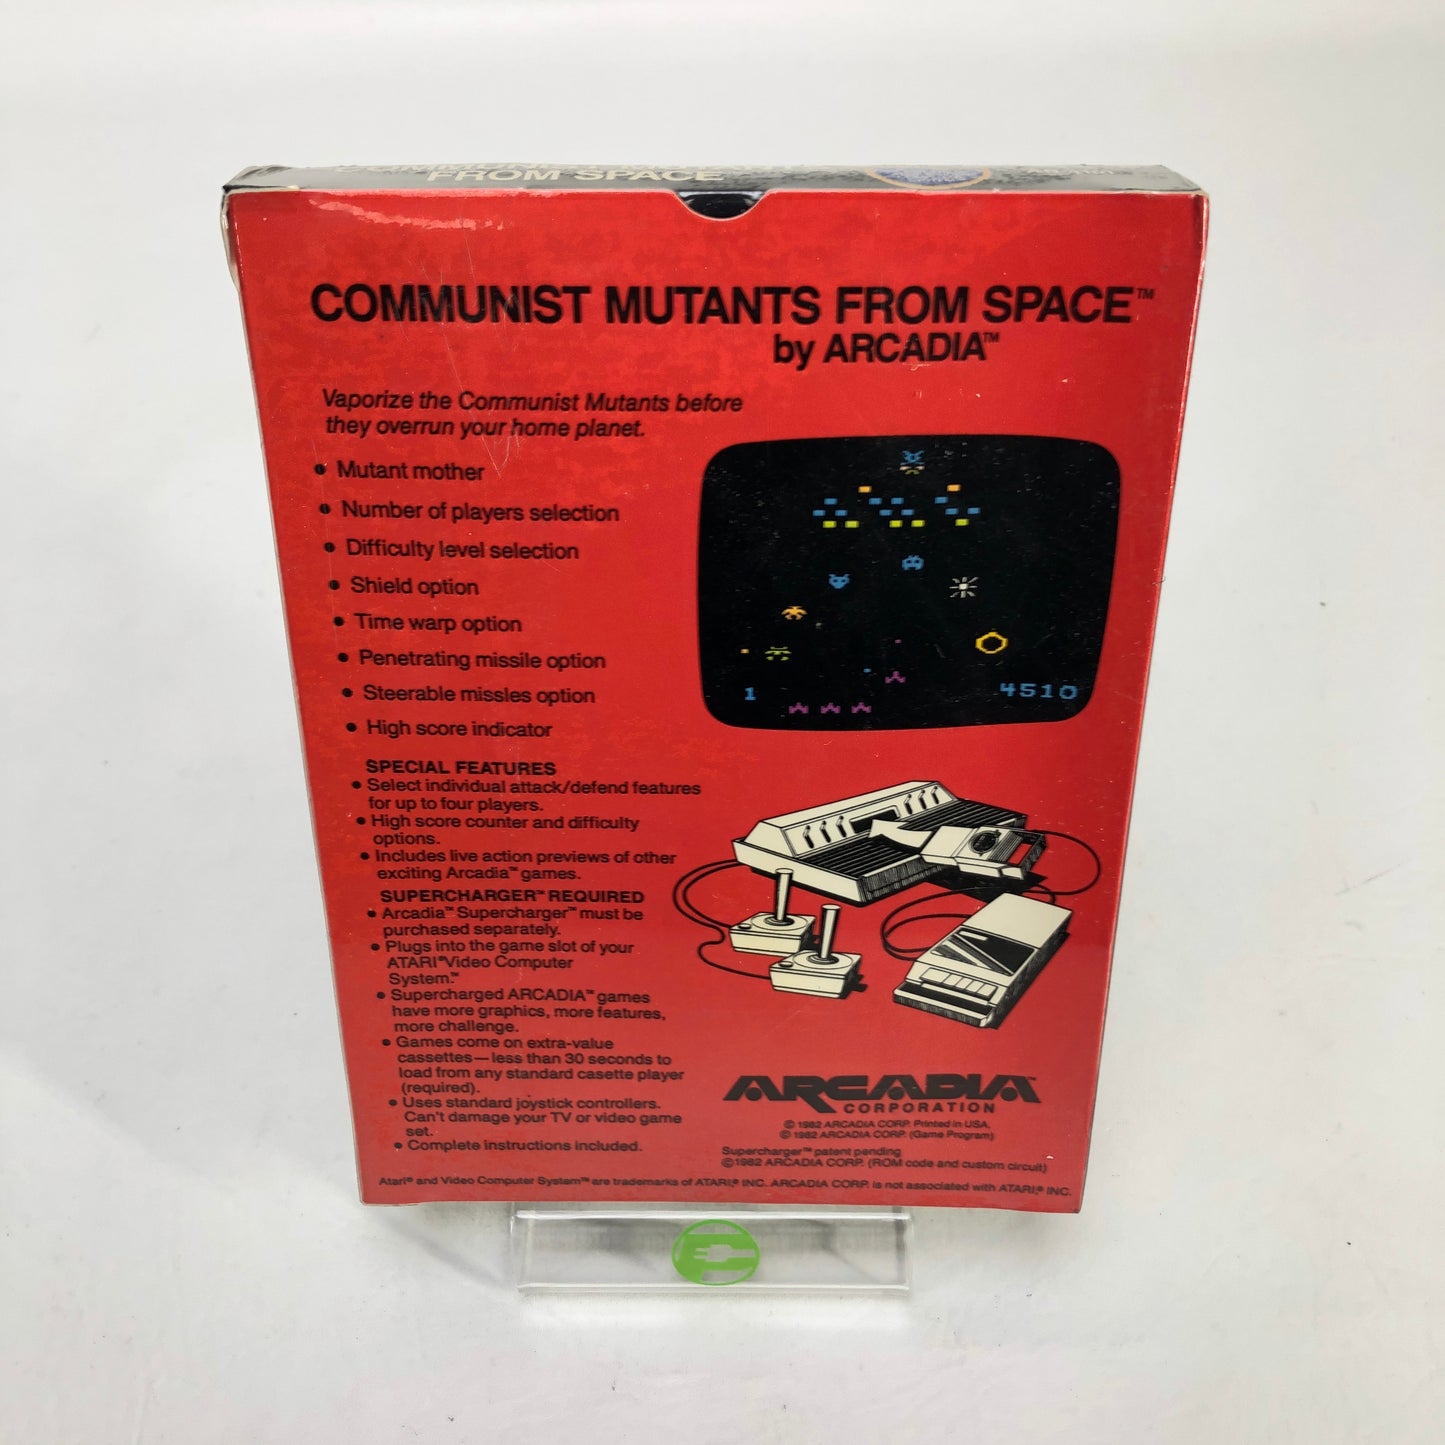 FROM SPACE
COMMUNIST MUTANTS FROM SPACE™
by ARCADIA™
Vaporize the Communist Mutants before
they overrun your home planet.
• Mutant mother
• Number of players selection
• Difficulty level selection
• Shield option
• Time warp option
• Penetrating missile option
• Steerable missles option
• High score indicator
1
4510
SPECIAL FEATURES
• Select individual attack/defend features
for up to four players.
• High score counter and difficulty
options.
• Includes live action previews of other
exciting Arcadia™ games.
SUPERCHARGER™ REQUIRED
• Arcadia™ Supercharger™ must be
purchased separately.
• Plugs into the game slot of your
ATARI® Video Computer
System.™
• Supercharged ARCADIA™ games
have more graphics, more features,
more challenge.
• Games come on extra-value
cassettes—less than 30 seconds to
load from any standard casette player
(required).
• Uses standard joystick controllers.
Can't damage your TV or video game
set.
• Complete instructions included.
ARCADIA™
CORPORATION
© 1982 ARCADIA CORP. Printed in USA.
© 1982 ARCADIA CORP. (Game Program)
Supercharger™ patent pending
©1982 ARCADIA CORP. (ROM code and custom circuit)
Atari® and Video Computer System™ are trademarks of ATARI,® INC. ARCADIA CORP. is not associated with ATARI,® INC.